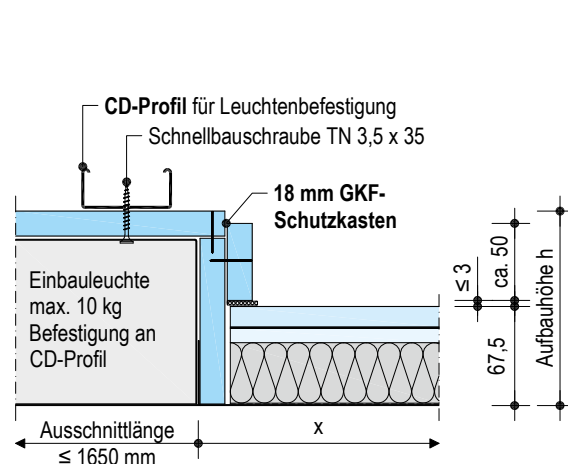 CD-Profil für Leuchtenbefestigung
Schnellbauschraube TN 3,5 x 35
18 mm GKF-
Schutzkasten
Einbauleuchte
max. 10 kg
Befestigung an
CD-Profil
≤ 3
ca. 50
67,5
Aufbauhöhe h
Ausschnittlänge
≤ 1650 mm
x